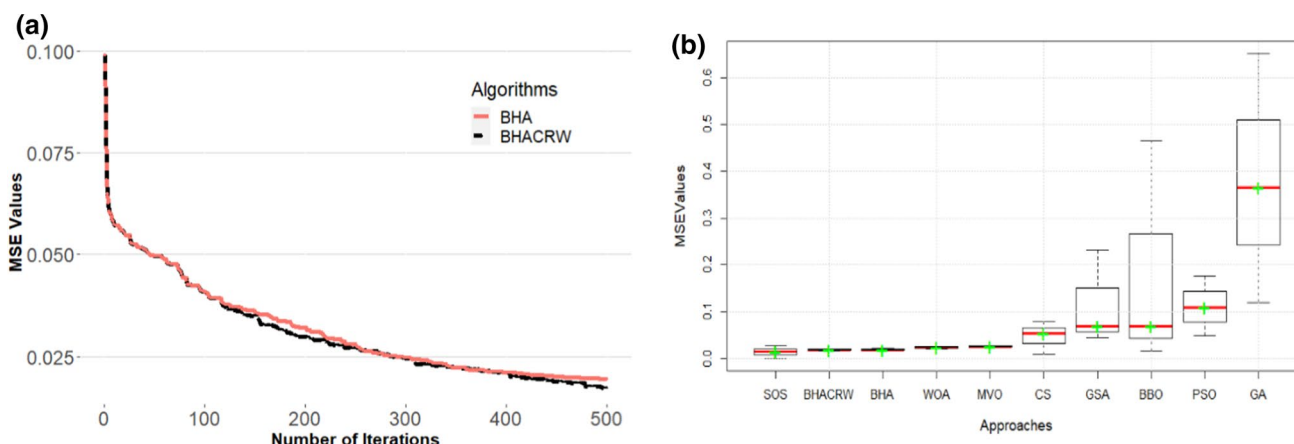 (a)
0.100
0.075
0.050
0.025
MSE Values
0 100 200 300 400 500
Number of Iterations
Algorithms
BHA
BHACRW
(b)
0.6
0.5
0.4
0.3
0.2
0.1
0.0
MSEValues
SOS BHACRW BHA WOA MVO CS GSA BBO PSO GA
Approaches